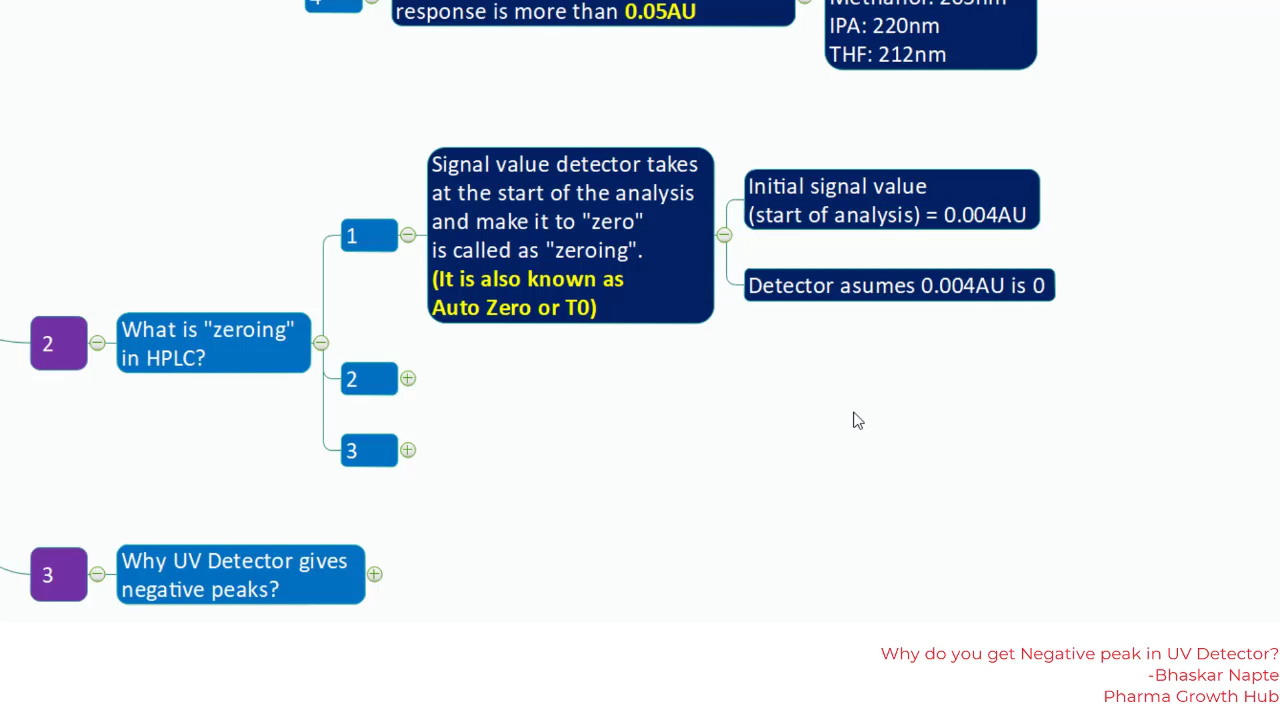 4
response is more than 0.05AU
Methanol: 205nm
IPA: 220nm
THF: 212nm
Signal value detector takes
at the start of the analysis
and make it to "zero"
is called as "zeroing".
(It is also known as
Auto Zero or T0)
Initial signal value
(start of analysis) = 0.004AU
Detector asumes 0.004AU is 0
1
2
What is "zeroing"
in HPLC?
2
3
3
Why UV Detector gives
negative peaks?
Why do you get Negative peak in UV Detector?
-Bhaskar Napte
Pharma Growth Hub